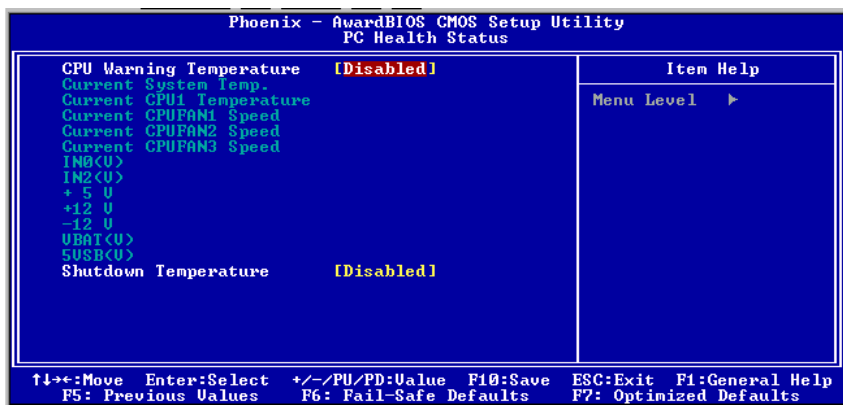 Phoenix - AwardBIOS CMOS Setup Utility
PC Health Status
CPU Warning Temperature [Disabled]
Current System Temp.
Current CPU1 Temperature
Current CPUFAN1 Speed
Current CPUFAN2 Speed
Current CPUFAN3 Speed
IN0(V)
IN2(V)
+ 5 V
+12 V
-12 V
VBAT(V)
5VSB(V)
Shutdown Temperature [Disabled]
Item Help
Menu Level ►
↑↓→←:Move Enter:Select +/-/PU/PD:Value F10:Save ESC:Exit F1:General Help
F5: Previous Values F6: Fail-Safe Defaults F7: Optimized Defaults